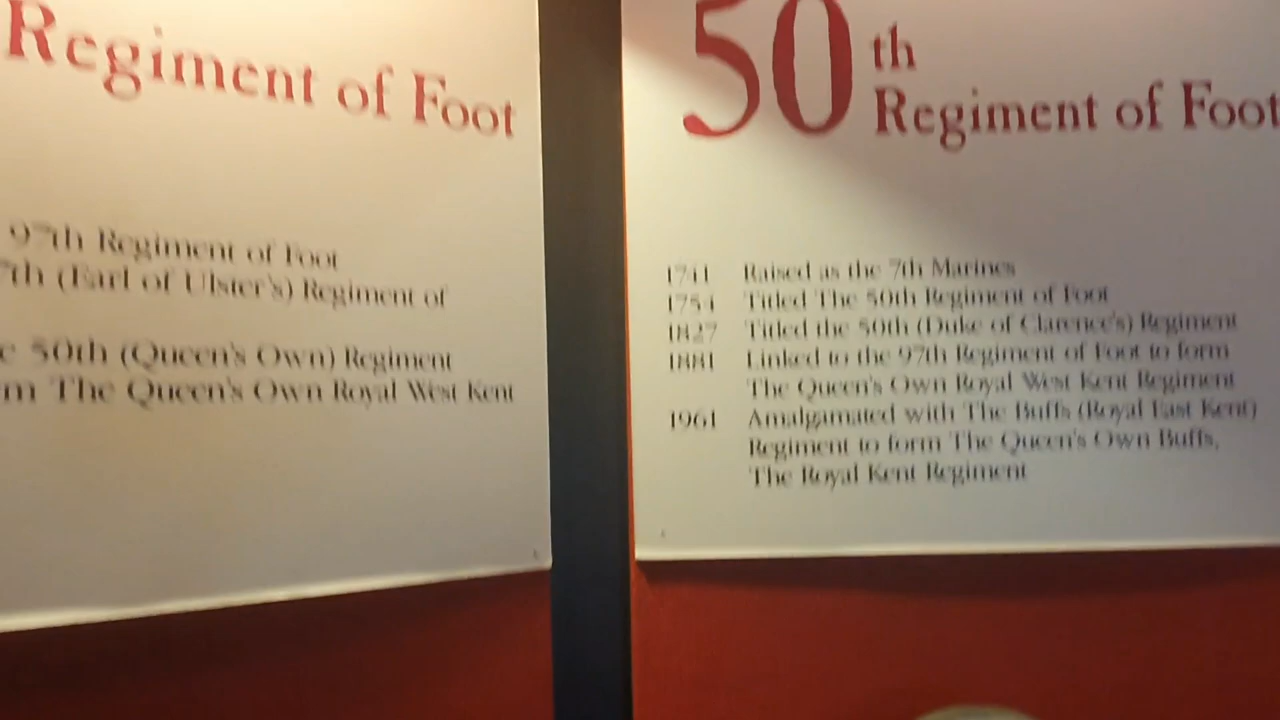 Regiment of Foot
97th Regiment of Foot
7th (Earl of Ulster's) Regiment of
50th (Queen's Own) Regiment
The Queen's Own Royal West Kent
50th
Regiment of Foot
1741 Raised as the 7th Marines
1754 Titled The 50th Regiment of Foot
1827 Titled the 50th (Duke of Clarence's) Regiment
1881 Linked to the 97th Regiment of Foot to form
The Queen's Own Royal West Kent Regiment
1961 Amalgamated with The Buffs (Royal East Kent)
Regiment to form The Queen's Own Buffs,
The Royal Kent Regiment